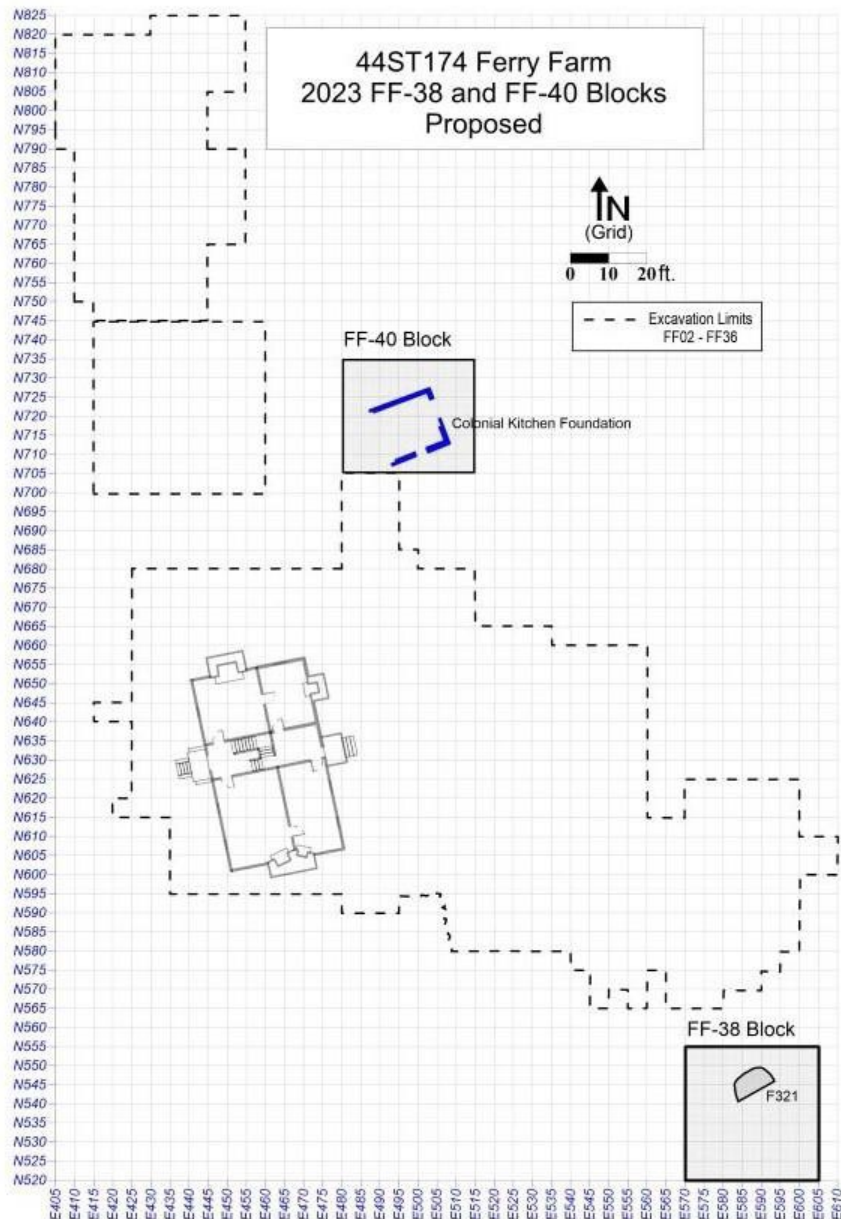 N825
N820
N815
N810
N805
N800
N795
N790
N785
N780
N775
N770
N765
N760
N755
N750
N745
N740
N735
N730
N725
N720
N715
N710
N705
N700
N695
N690
N685
N680
N675
N670
N665
N660
N655
N650
N645
N640
N635
N630
N625
N620
N615
N610
N605
N600
N595
N590
N585
N580
N575
N570
N565
N560
N555
N550
N545
N540
N535
N530
N525
N520
44ST174 Ferry Farm
2023 FF-38 and FF-40 Blocks
Proposed
N
(Grid)
0 10 20 ft.
Excavation Limits
FF02 - FF36
FF-40 Block
Colonial Kitchen Foundation
FF-38 Block
F321
E405
E410
E415
E420
E425
E430
E435
E440
E445
E450
E455
E460
E465
E470
E475
E480
E485
E490
E495
E500
E505
E510
E515
E520
E525
E530
E535
E540
E545
E550
E555
E560
E565
E570
E575
E580
E585
E590
E595
E600
E605
E610